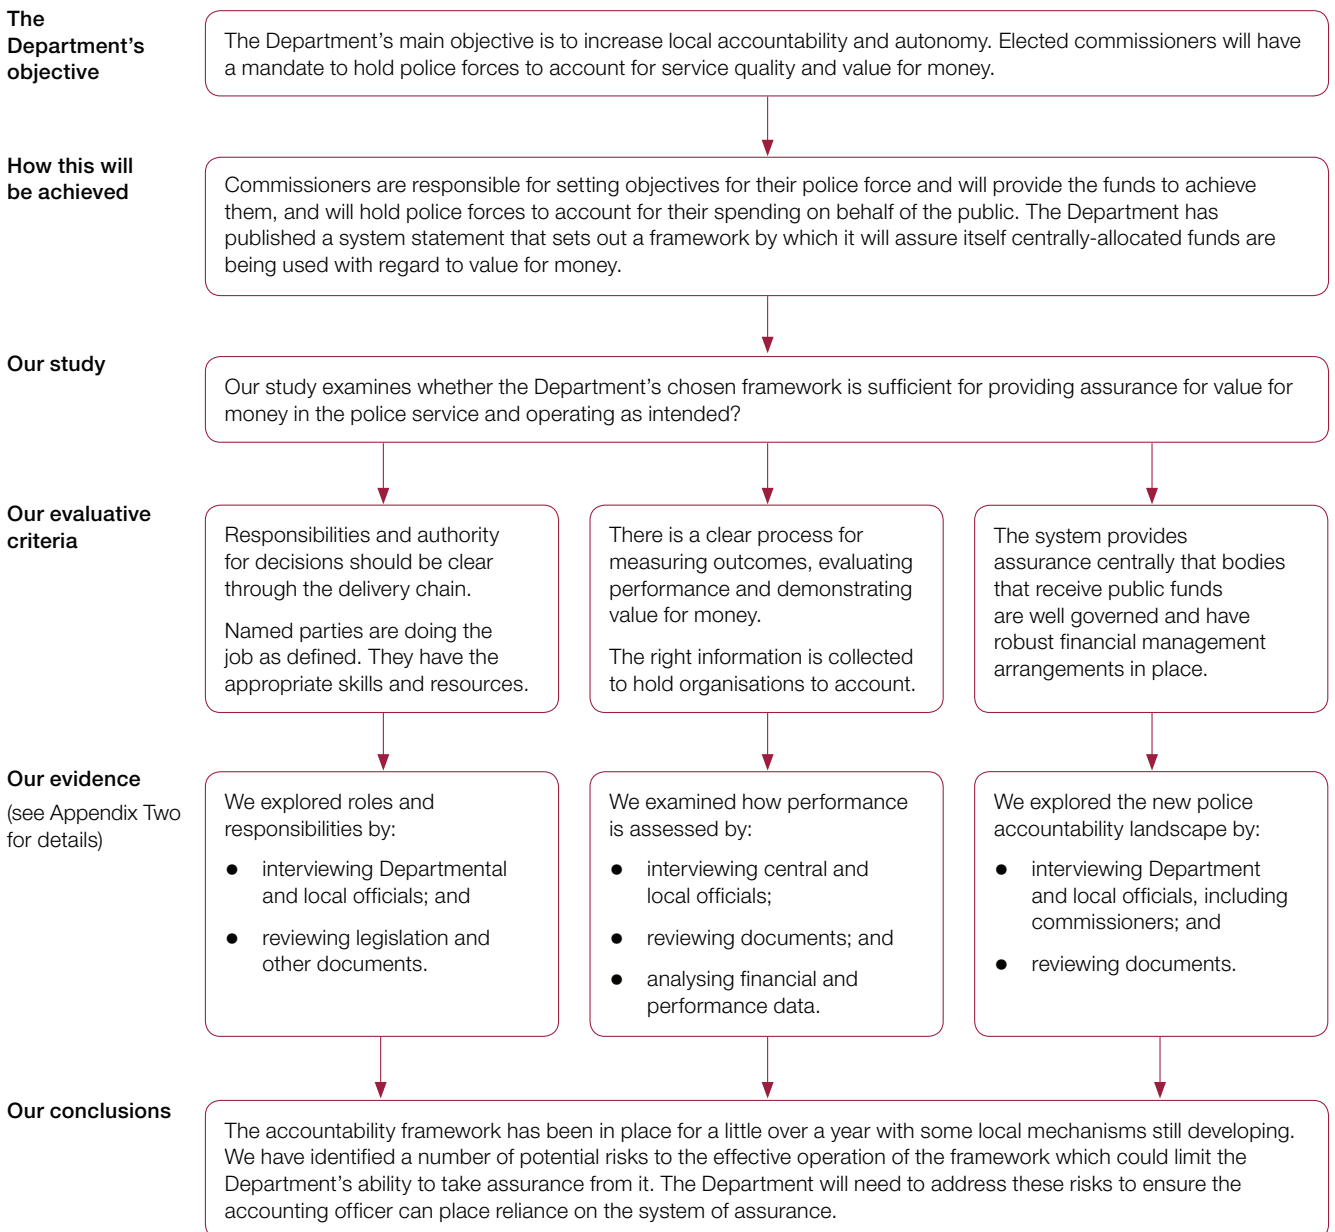 The
Department’s
objective
The Department’s main objective is to increase local accountability and autonomy. Elected commissioners will have
a mandate to hold police forces to account for service quality and value for money.
How this will
be achieved
Commissioners are responsible for setting objectives for their police force and will provide the funds to achieve
them, and will hold police forces to account for their spending on behalf of the public. The Department has
published a system statement that sets out a framework by which it will assure itself centrally-allocated funds are
being used with regard to value for money.
Our study
Our study examines whether the Department’s chosen framework is sufficient for providing assurance for value for
money in the police service and operating as intended?
Our evaluative
criteria
Responsibilities and authority
for decisions should be clear
through the delivery chain.
Named parties are doing the
job as defined. They have the
appropriate skills and resources.
There is a clear process for
measuring outcomes, evaluating
performance and demonstrating
value for money.
The right information is collected
to hold organisations to account.
The system provides
assurance centrally that bodies
that receive public funds
are well governed and have
robust financial management
arrangements in place.
Our evidence
(see Appendix Two
for details)
We explored roles and
responsibilities by:
● interviewing Departmental
and local officials; and
● reviewing legislation and
other documents.
We examined how performance
is assessed by:
● interviewing central and
local officials;
● reviewing documents; and
● analysing financial and
performance data.
We explored the new police
accountability landscape by:
● interviewing Department
and local officials, including
commissioners; and
● reviewing documents.
Our conclusions
The accountability framework has been in place for a little over a year with some local mechanisms still developing.
We have identified a number of potential risks to the effective operation of the framework which could limit the
Department’s ability to take assurance from it. The Department will need to address these risks to ensure the
accounting officer can place reliance on the system of assurance.